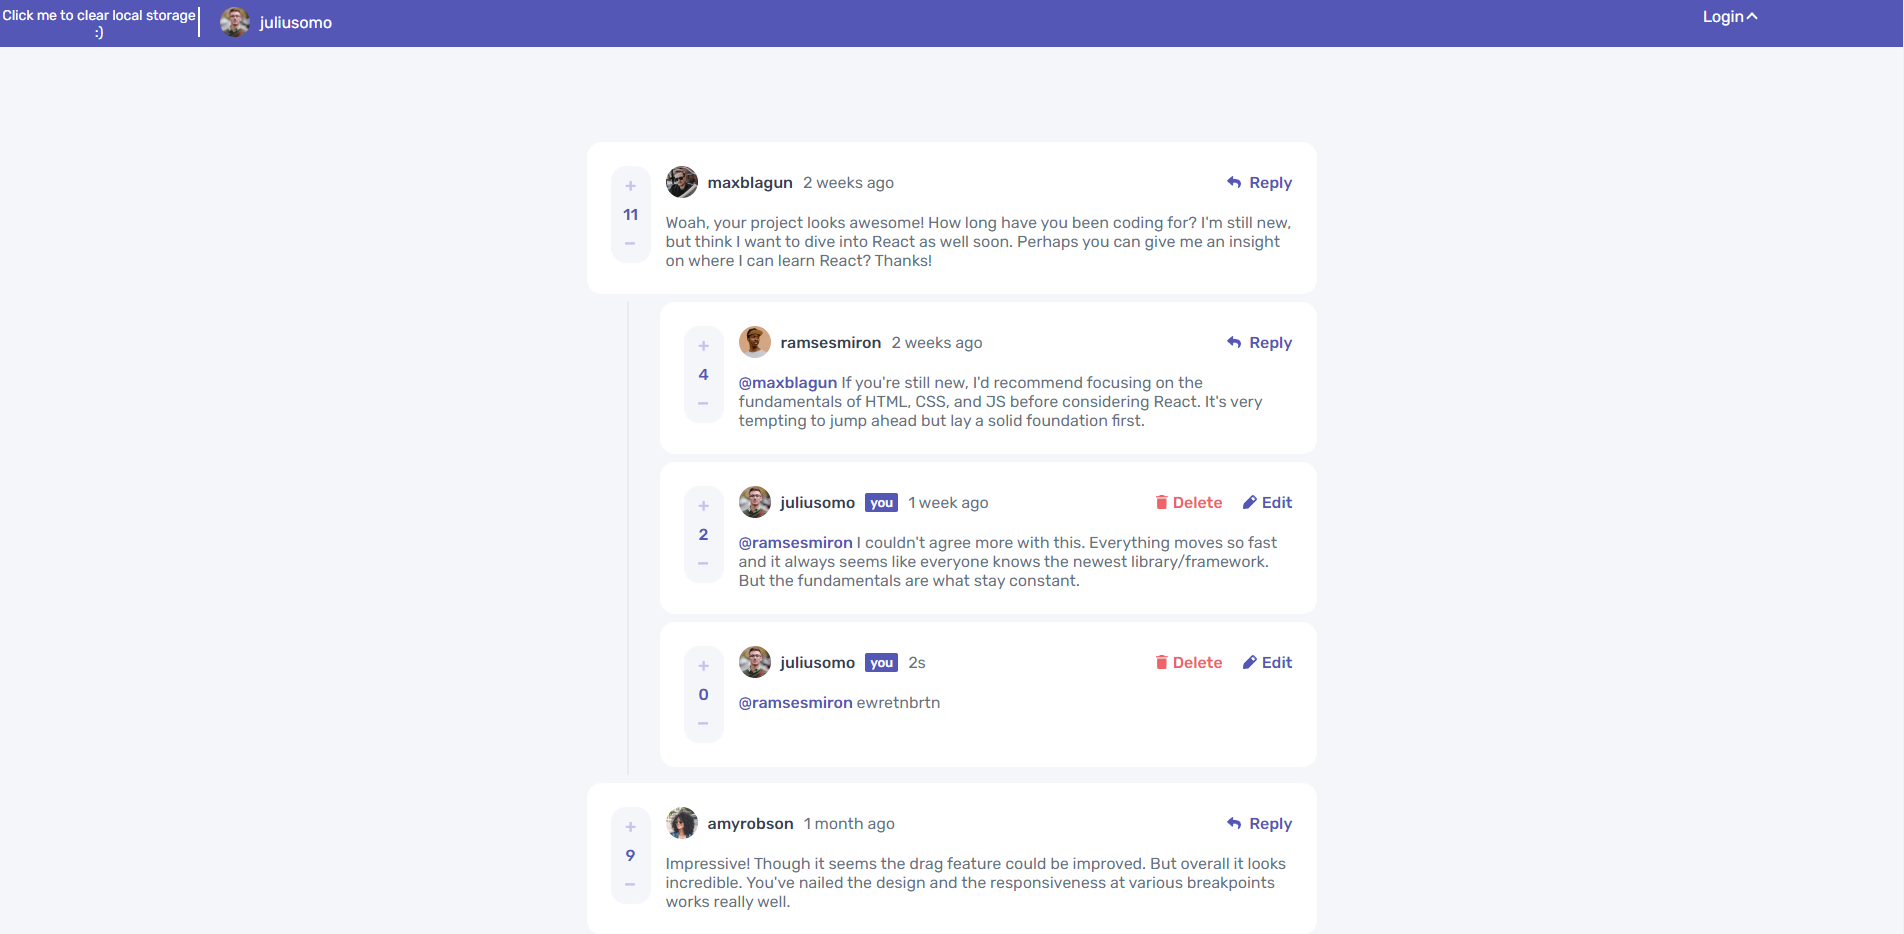 Click me to clear local storage
:)
juliusomo
Login
maxblagun 2 weeks ago
Reply
+
11
−
Woah, your project looks awesome! How long have you been coding for? I'm still new,
but think I want to dive into React as well soon. Perhaps you can give me an insight
on where I can learn React? Thanks!
ramsesmiron 2 weeks ago
Reply
+
4
−
@maxblagun If you're still new, I'd recommend focusing on the
fundamentals of HTML, CSS, and JS before considering React. It's very
tempting to jump ahead but lay a solid foundation first.
juliusomo you 1 week ago
Delete Edit
+
2
−
@ramsesmiron I couldn't agree more with this. Everything moves so fast
and it always seems like everyone knows the newest library/framework.
But the fundamentals are what stay constant.
juliusomo you 2s
Delete Edit
+
0
−
@ramsesmiron ewretnbrtn
amyrobson 1 month ago
Reply
+
9
−
Impressive! Though it seems the drag feature could be improved. But overall it looks
incredible. You've nailed the design and the responsiveness at various breakpoints
works really well.